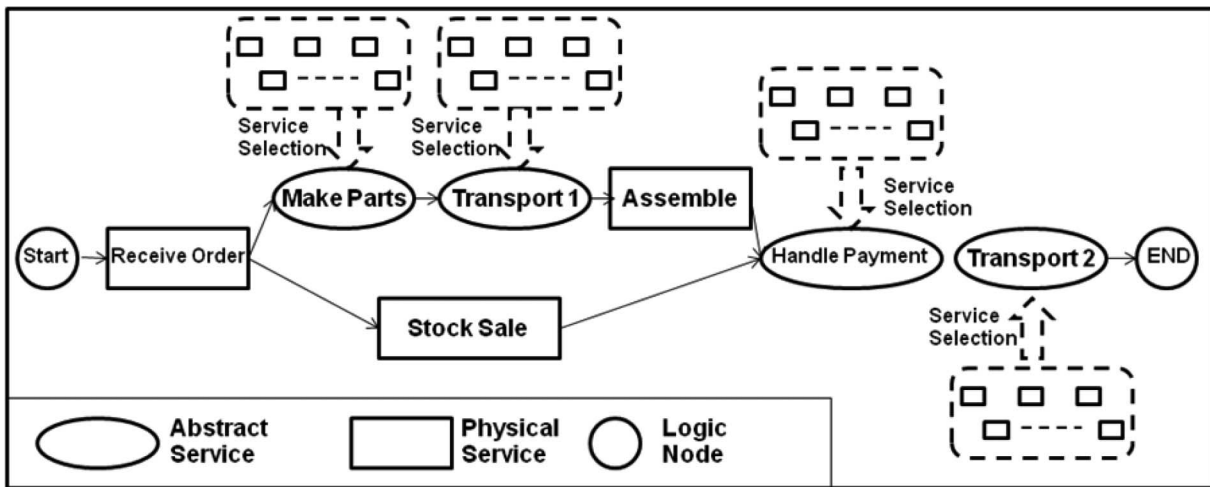 Service
Selection
Service
Selection
Make Parts
Transport 1
Assemble
Service
Selection
Start
Receive Order
Handle Payment
Transport 2
END
Stock Sale
Service
Selection
Abstract
Service
Physical
Service
Logic
Node